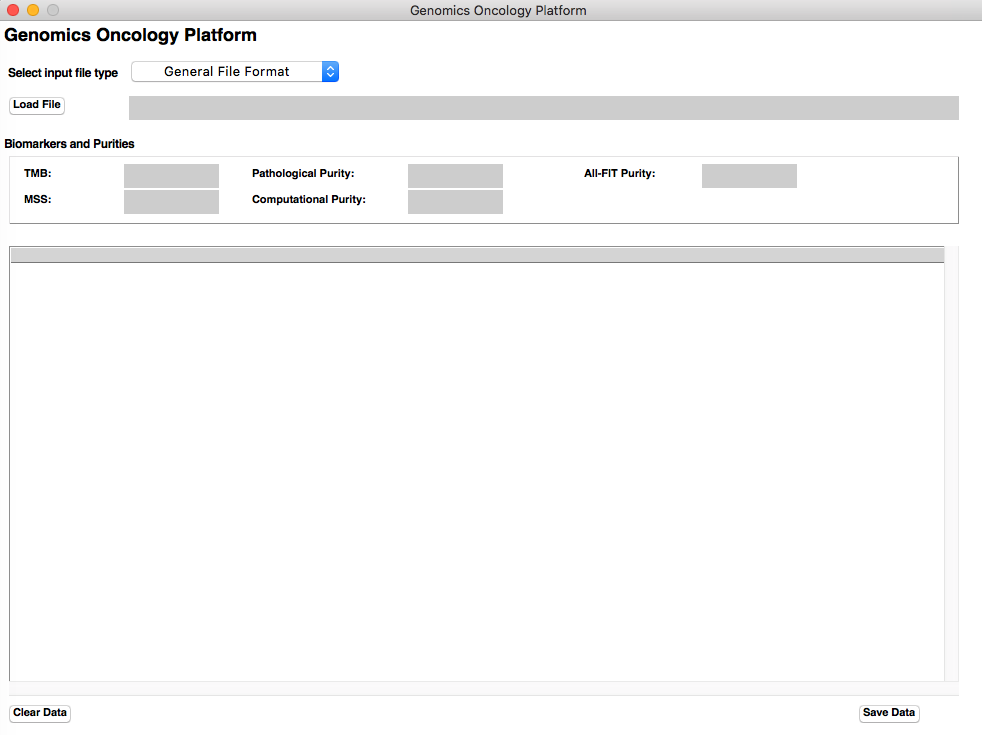 Genomics Oncology Platform
Genomics Oncology Platform
Select input file type General File Format
Load File
Biomarkers and Purities
TMB: Pathological Purity: All-FIT Purity:
MSS: Computational Purity:
Clear Data Save Data